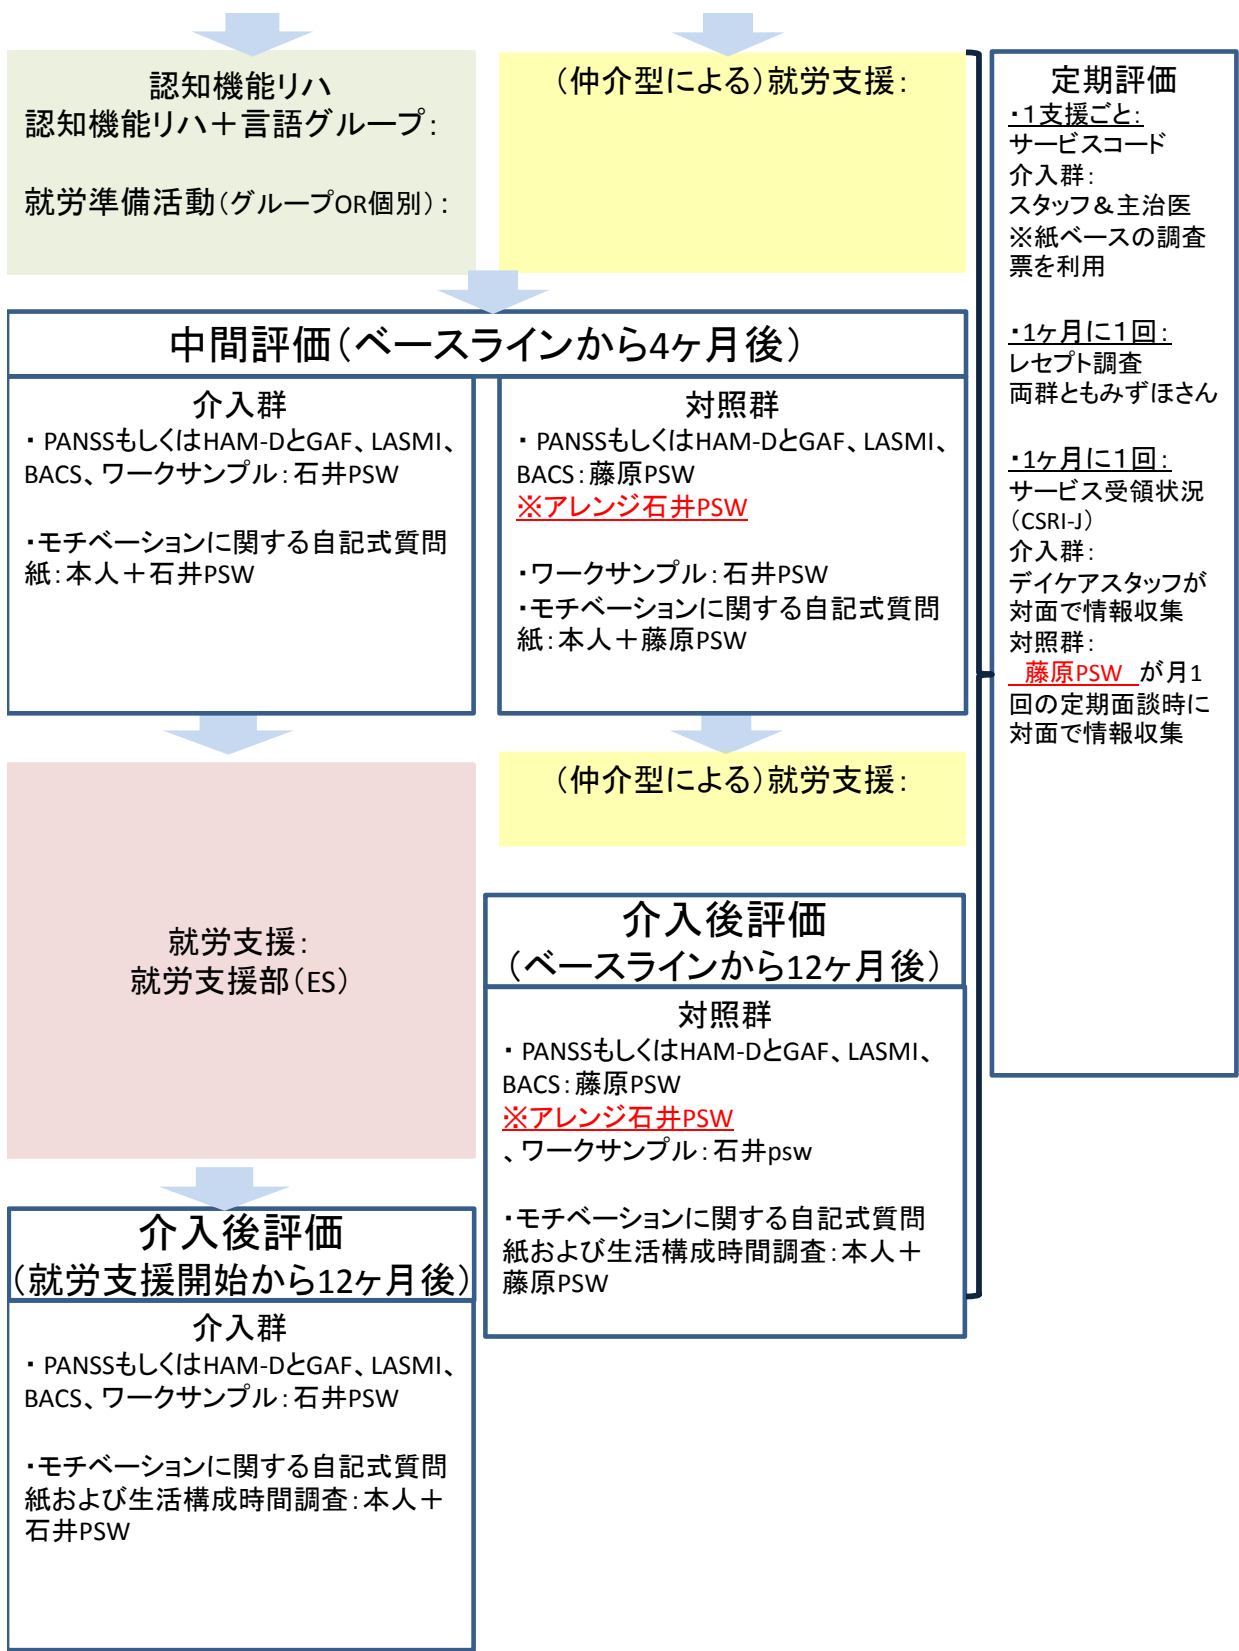 認知機能リハ
認知機能リハ＋言語グループ：
就労準備活動（グループOR個別）：
（仲介型による）就労支援：
中間評価（ベースラインから4ヶ月後）
介入群
・ PANSSもしくはHAM-DとGAF、LASMI、
BACS、ワークサンプル：石井PSW
・モチベーションに関する自記式質問
紙：本人＋石井PSW
対照群
・ PANSSもしくはHAM-DとGAF、LASMI、
BACS：藤原PSW
※アレンジ石井PSW
・ワークサンプル：石井PSW
・モチベーションに関する自記式質問
紙：本人＋藤原PSW
就労支援：
就労支援部（ES）
（仲介型による）就労支援：
介入後評価
（ベースラインから12ヶ月後）
対照群
・ PANSSもしくはHAM-DとGAF、LASMI、
BACS：藤原PSW
※アレンジ石井PSW
、ワークサンプル：石井psw
・モチベーションに関する自記式質問
紙および生活構成時間調査：本人＋
藤原PSW
介入後評価
（就労支援開始から12ヶ月後）
介入群
・ PANSSもしくはHAM-DとGAF、LASMI、
BACS、ワークサンプル：石井PSW
・モチベーションに関する自記式質問
紙および生活構成時間調査：本人＋
石井PSW
定期評価
・１支援ごと：
サービスコード
介入群：
スタッフ＆主治医
※紙ベースの調査
票を利用
・1ヶ月に１回：
レセプト調査
両群ともみずほさん
・1ヶ月に１回：
サービス受領状況
（CSRI-J）
介入群：
デイケアスタッフが
対面で情報収集
対照群：
藤原PSW が月1
回の定期面談時に
対面で情報収集